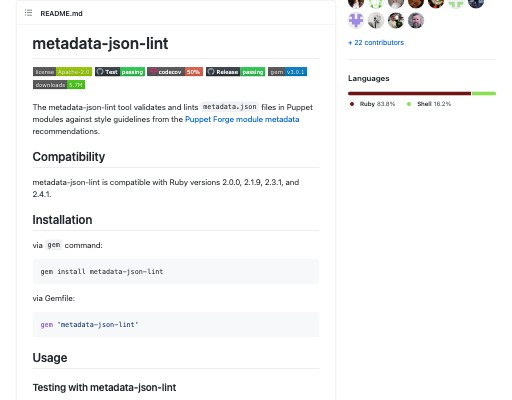 README.md
metadata-json-lint
license Apache-2.0 Test passing codecov 50% Release passing gem v3.0.1
downloads 5.7M
The metadata-json-lint tool validates and lints metadata.json files in Puppet
modules against style guidelines from the Puppet Forge module metadata
recommendations.
Compatibility
metadata-json-lint is compatible with Ruby versions 2.0.0, 2.1.9, 2.3.1, and
2.4.1.
Installation
via gem command:
gem install metadata-json-lint
via Gemfile:
gem 'metadata-json-lint'
Usage
Testing with metadata-json-lint
+ 22 contributors
Languages
Ruby 83.8% Shell 16.2%